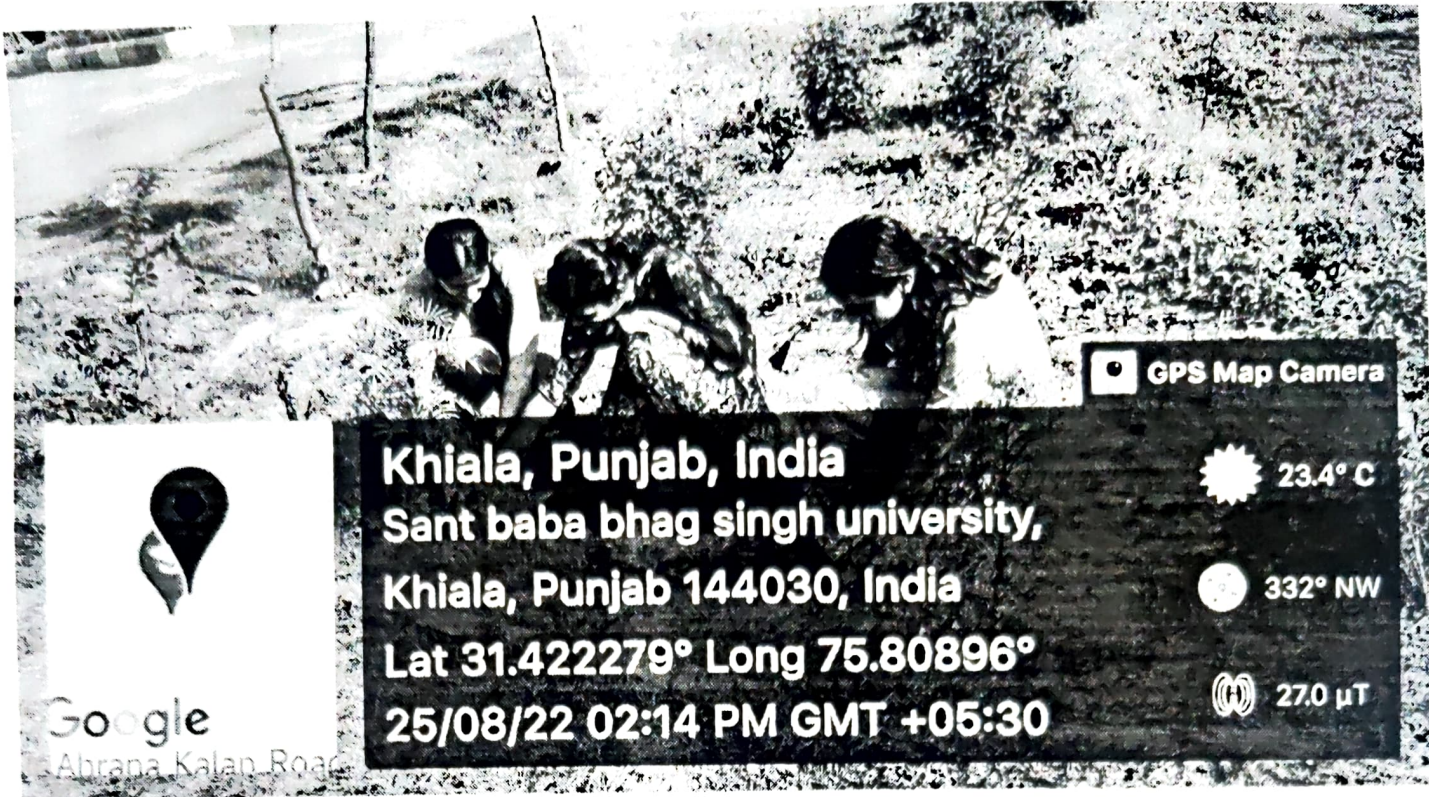 GPS Map Camera
Khiala, Punjab, India
Sant baba bhag singh university,
Khiala, Punjab 144030, India
Lat 31.422279° Long 75.80896°
25/08/22 02:14 PM GMT +05:30
23.4° C
332° NW
27.0 µT
Google
Kalan Road